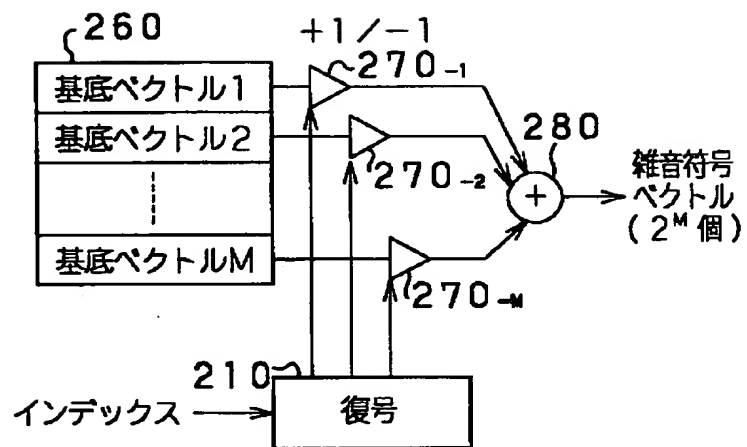 260
+1/-1
270-1
基底ベクトル1
基底ベクトル2
基底ベクトルM
270-2
280
+
雑音符号
ベクトル
(2^M個)
270-M
210
復号
インデックス